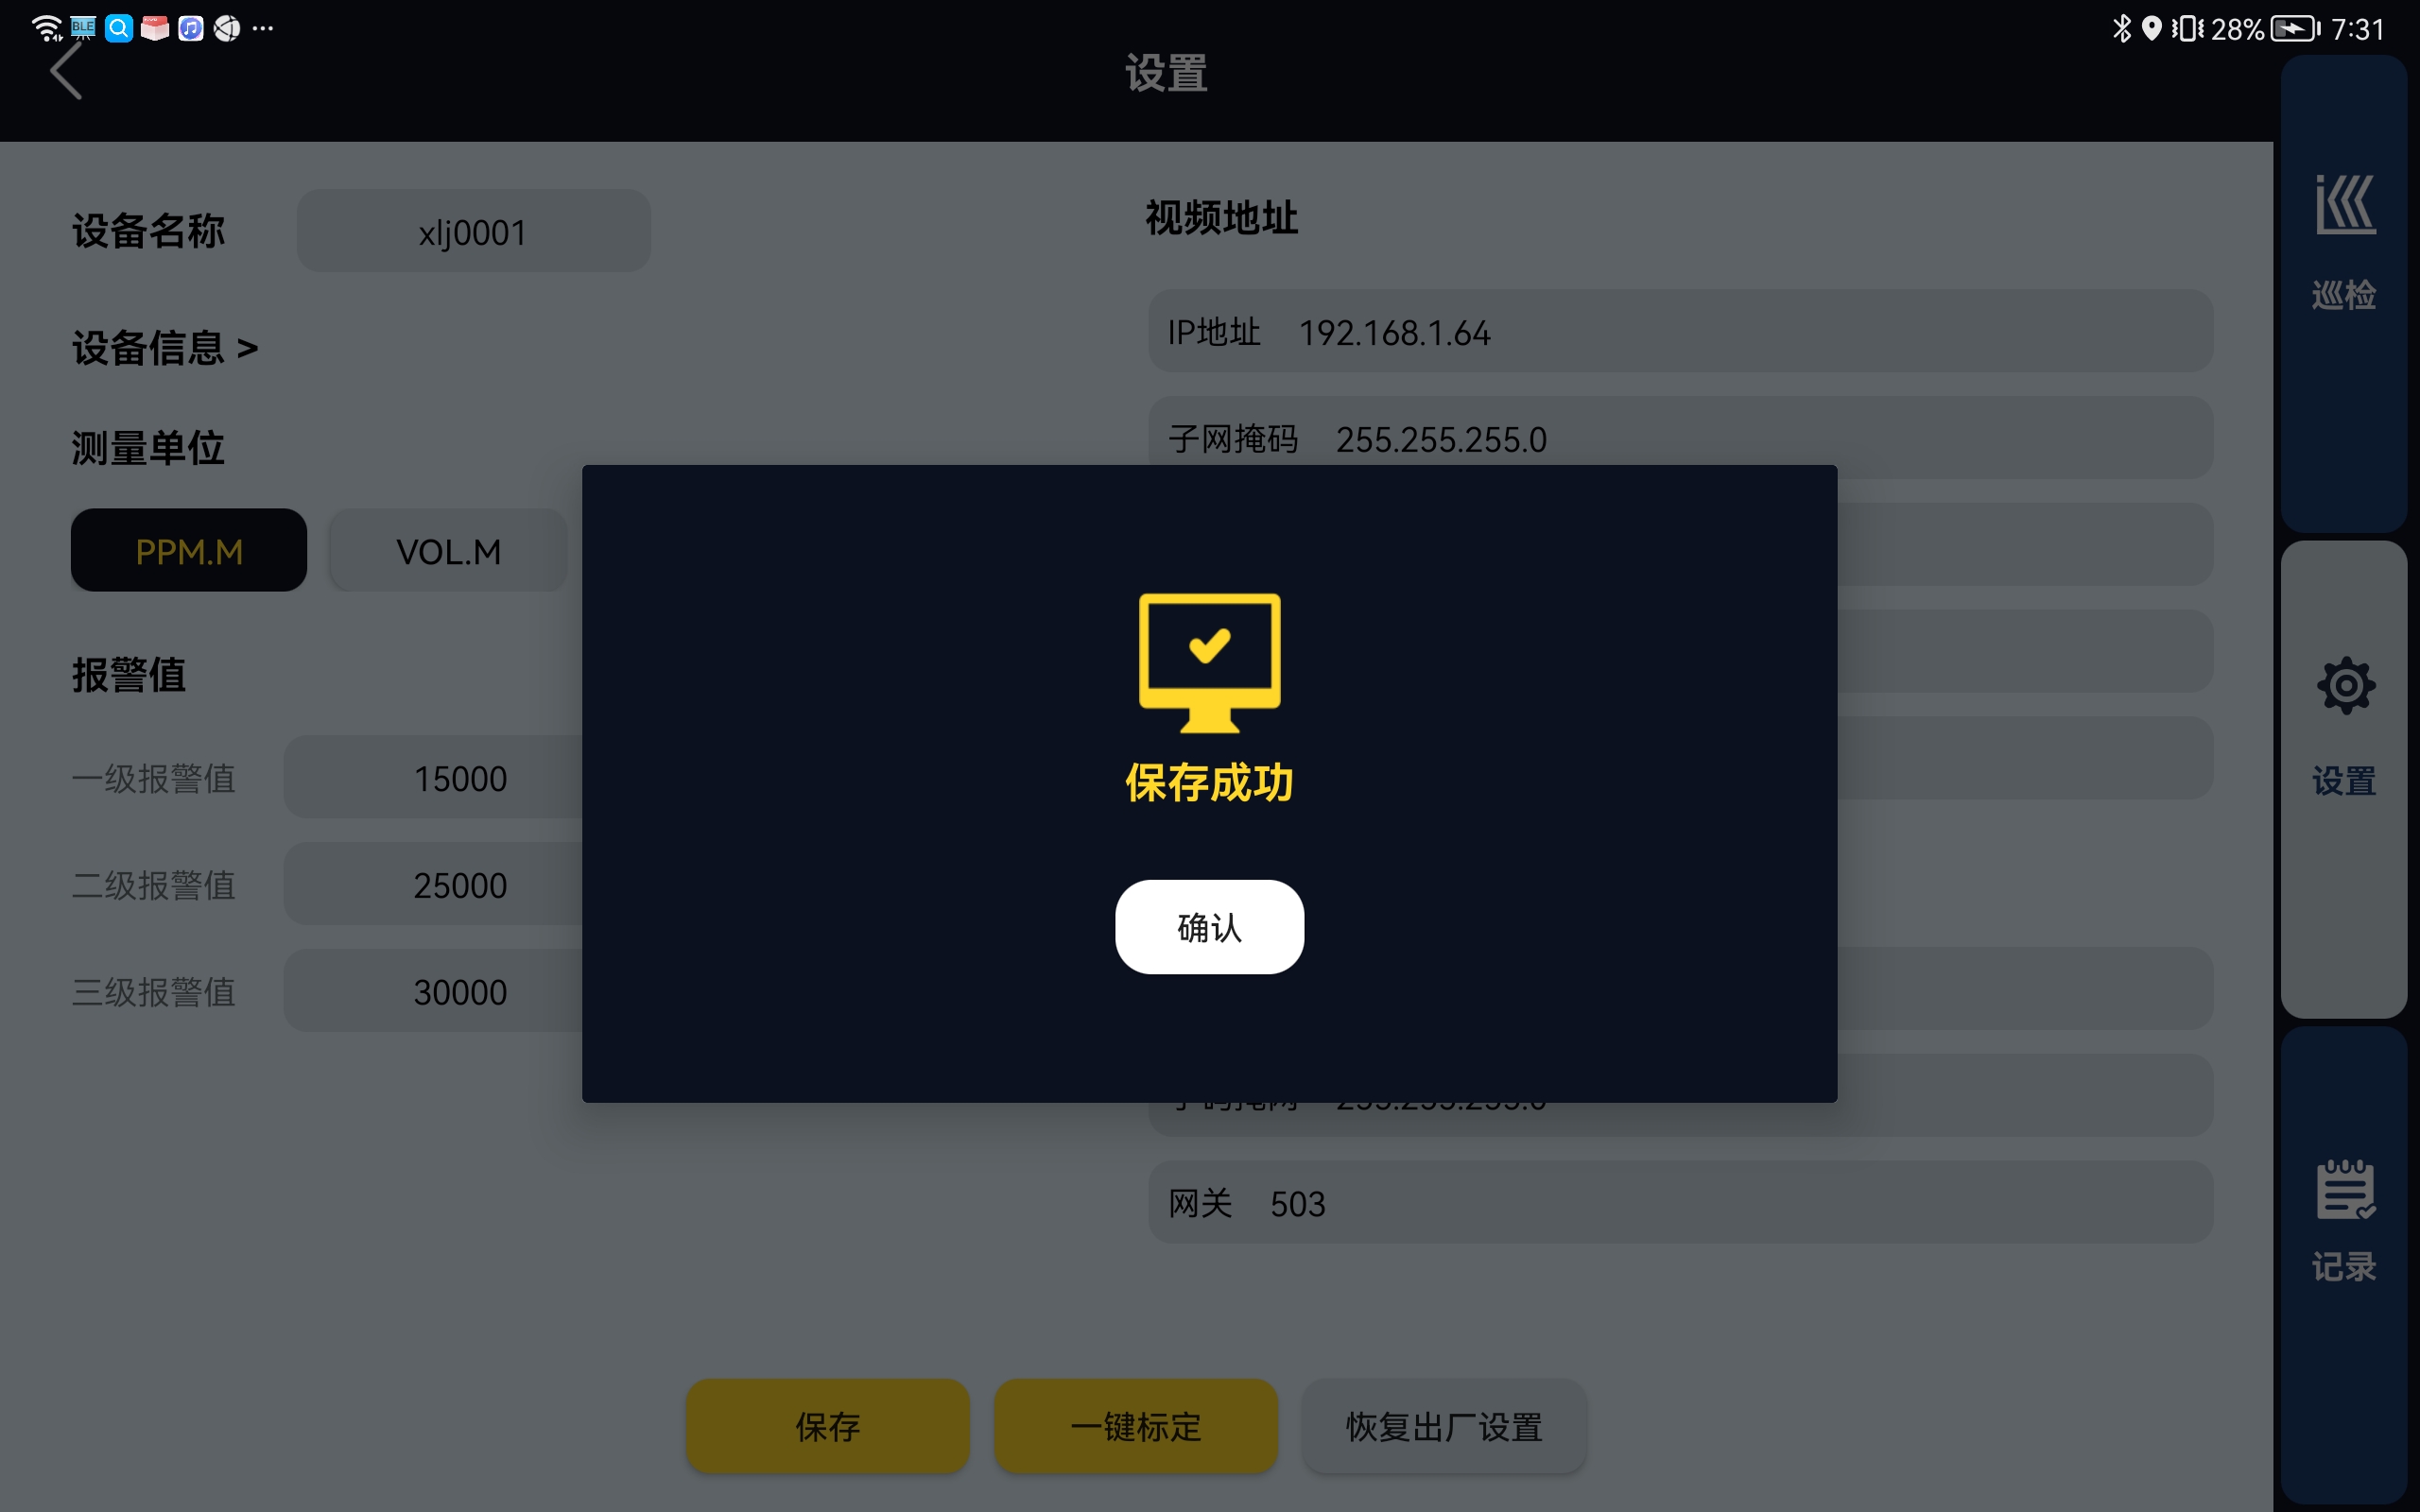 BLE
28%
7:31
设置
设备名称
xlj0001
设备信息 >
测量单位
PPM.M
VOL.M
报警值
一级报警值
15000
二级报警值
25000
三级报警值
30000
视频地址
IP地址
192.168.1.64
子网掩码
255.255.255.0
保存成功
确认
网关
503
保存
一键标定
恢复出厂设置
巡检
设置
记录